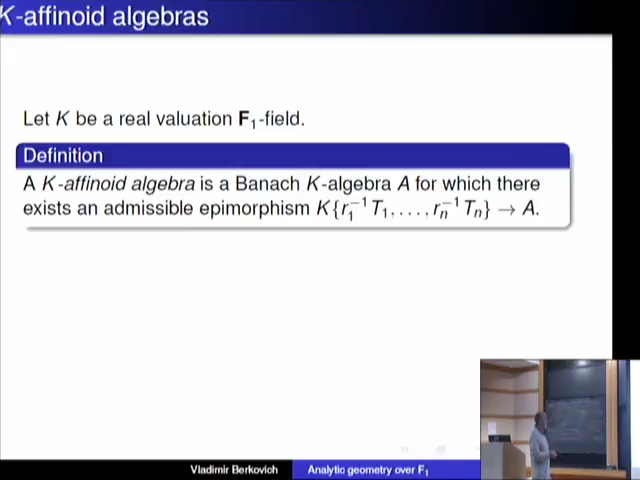 K-affinoid algebras
Let K be a real valuation F₁-field.
Definition
A K-affinoid algebra is a Banach K-algebra A for which there
exists an admissible epimorphism K{r₁⁻¹T₁, . . . , rₙ⁻¹Tₙ} → A.
Vladimir Berkovich
Analytic geometry over F₁